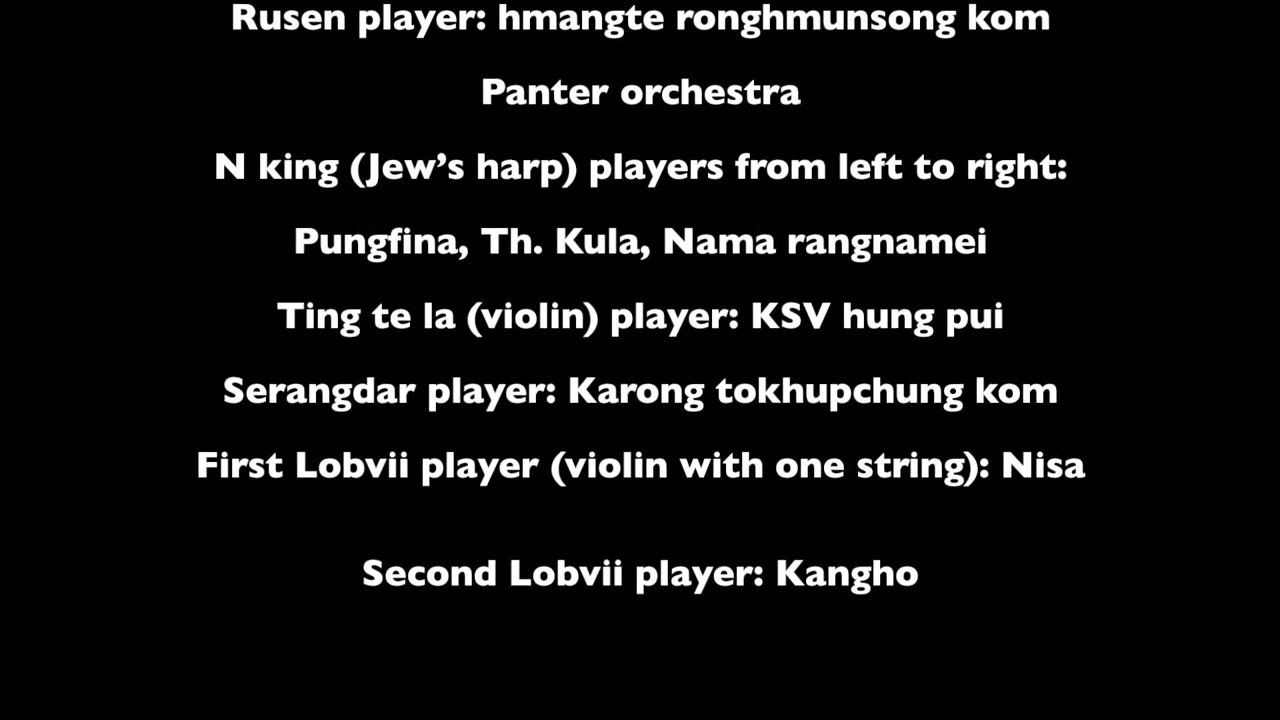 Rusen player: hmangte ronghmunsong kom
Panter orchestra
N king (Jew’s harp) players from left to right:
Pungfina, Th. Kula, Nama rangnamei
Ting te la (violin) player: KSV hung pui
Serangdar player: Karong tokhupchung kom
First Lobvii player (violin with one string): Nisa
Second Lobvii player: Kangho